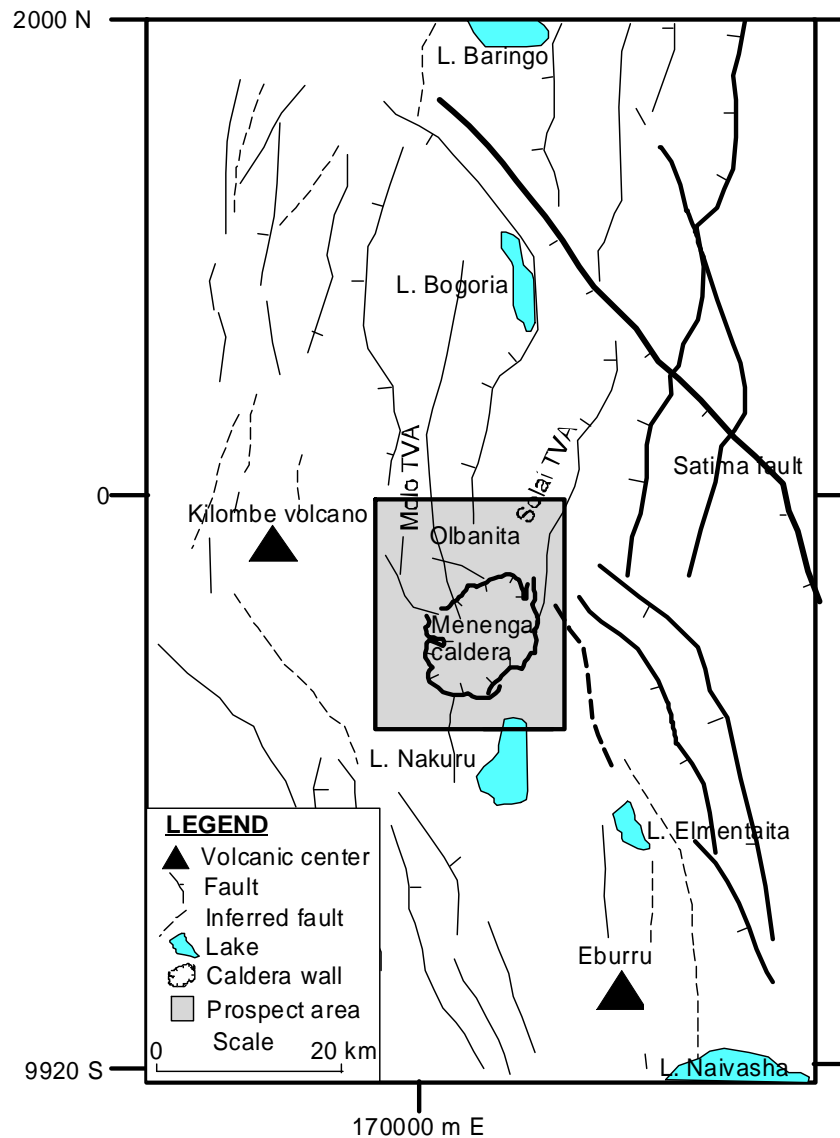 2000 N
L. Baringo
L. Bogoria
Molo TVA
Solai TVA
Satima fault
0
Kilombe volcano
Olbanita
Menenga
caldera
L. Nakuru
L. Elmentaita
Eburru
L. Naivasha
LEGEND
Volcanic center
Fault
Inferred fault
Lake
Caldera wall
Prospect area
Scale
0 20 km
9920 S
170000 m E